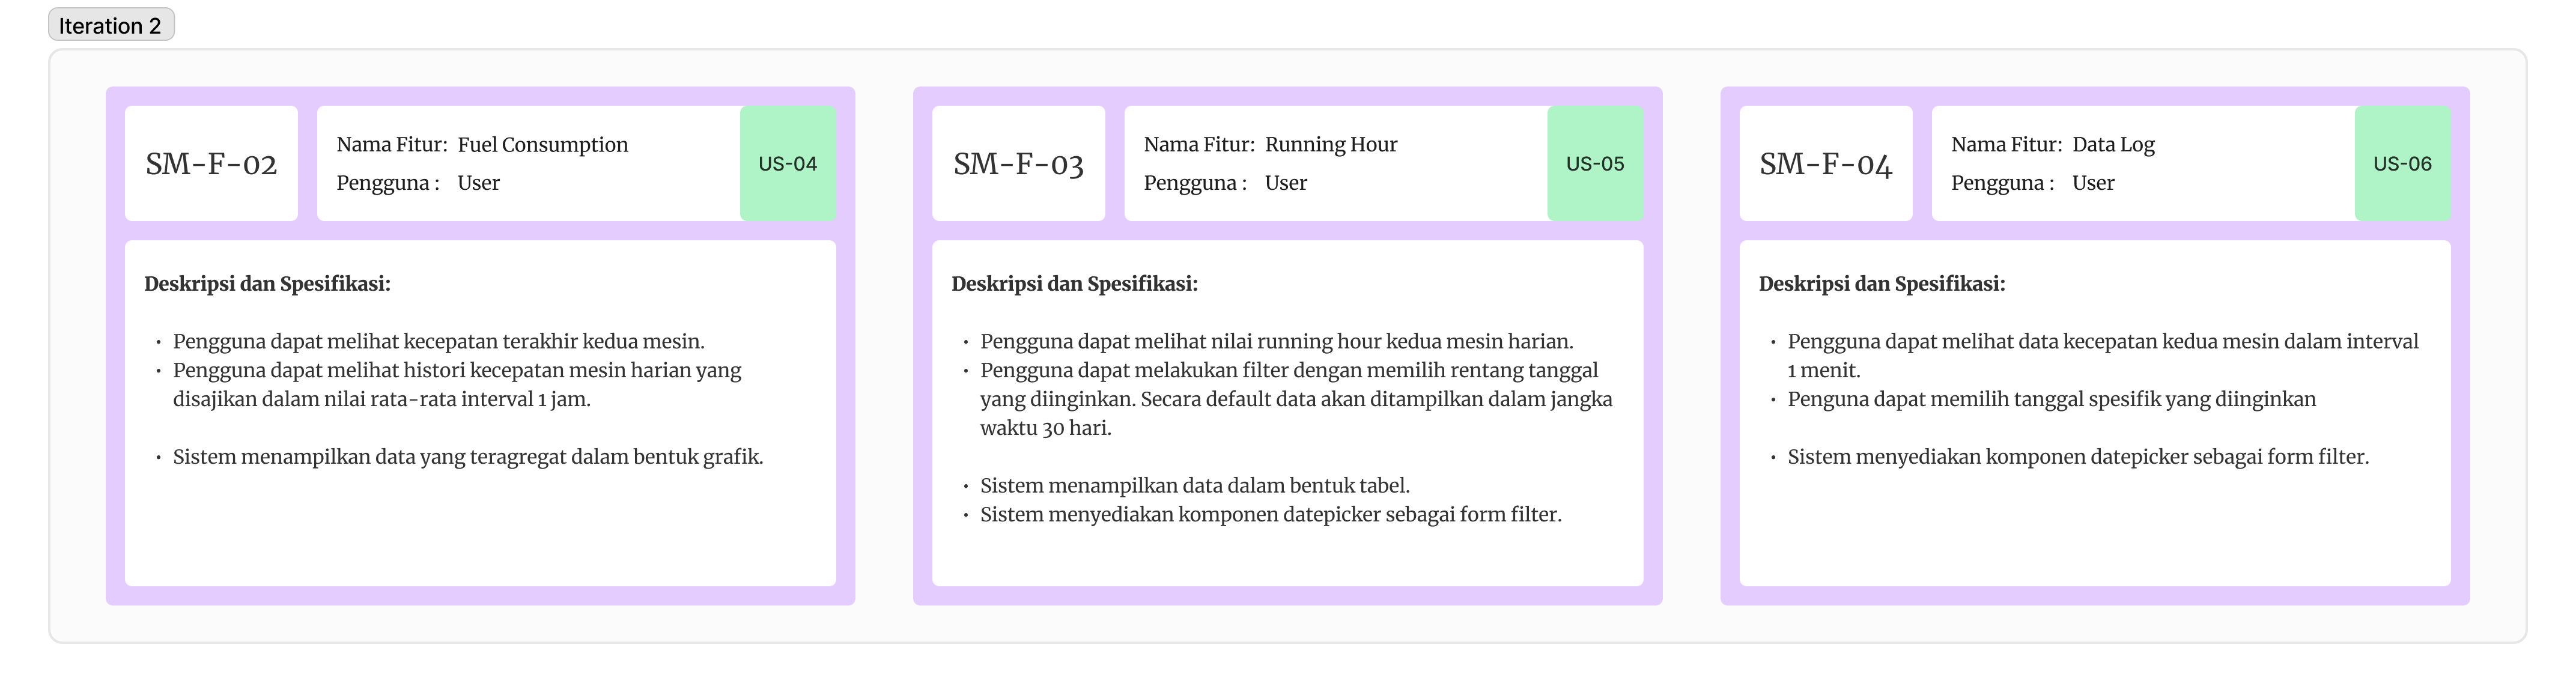 Iteration 2
SM-F-02
Nama Fitur: Fuel Consumption
Pengguna : User
US-04
Deskripsi dan Spesifikasi:
• Pengguna dapat melihat kecepatan terakhir kedua mesin.
• Pengguna dapat melihat histori kecepatan mesin harian yang
disajikan dalam nilai rata-rata interval 1 jam.
• Sistem menampilkan data yang teragregat dalam bentuk grafik.
SM-F-03
Nama Fitur: Running Hour
Pengguna : User
US-05
Deskripsi dan Spesifikasi:
• Pengguna dapat melihat nilai running hour kedua mesin harian.
• Pengguna dapat melakukan filter dengan memilih rentang tanggal
yang diinginkan. Secara default data akan ditampilkan dalam jangka
waktu 30 hari.
• Sistem menampilkan data dalam bentuk tabel.
• Sistem menyediakan komponen datepicker sebagai form filter.
SM-F-04
Nama Fitur: Data Log
Pengguna : User
US-06
Deskripsi dan Spesifikasi:
• Pengguna dapat melihat data kecepatan kedua mesin dalam interval
1 menit.
• Penguna dapat memilih tanggal spesifik yang diinginkan
• Sistem menyediakan komponen datepicker sebagai form filter.